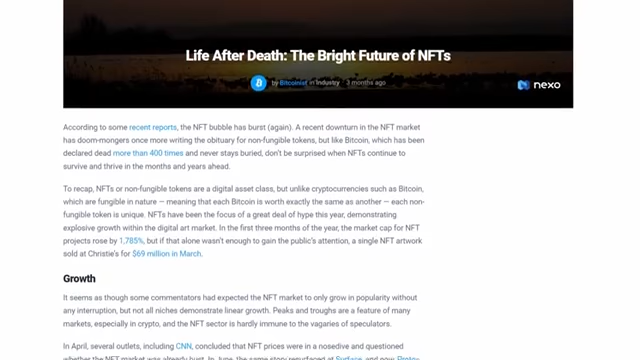 Life After Death: The Bright Future of NFTs
by Bitcoinist in Industry · 3 months ago
nexo
According to some recent reports, the NFT bubble has burst (again). A recent downturn in the NFT market
has doom-mongers once more writing the obituary for non-fungible tokens, but like Bitcoin, which has been
declared dead more than 400 times and never stays buried, don't be surprised when NFTs continue to
survive and thrive in the months and years ahead.
To recap, NFTs or non-fungible tokens are a digital asset class, but unlike cryptocurrencies such as Bitcoin,
which are fungible in nature — meaning that each Bitcoin is worth exactly the same as another — each non-
fungible token is unique. NFTs have been the focus of a great deal of hype this year, demonstrating
explosive growth within the digital art market. In the first three months of the year, the market cap for NFT
projects rose by 1,785%, but if that alone wasn't enough to gain the public's attention, a single NFT artwork
sold at Christie's for $69 million in March.
Growth
It seems as though some commentators had expected the NFT market to only grow in popularity without
any interruption, but not all niches demonstrate linear growth. Peaks and troughs are a feature of many
markets, especially in crypto, and the NFT sector is hardly immune to the vagaries of speculators.
In April, several outlets, including CNN, concluded that NFT prices were in a nosedive and questioned
whether the NFT market was already bust. In June, the same story resurfaced at